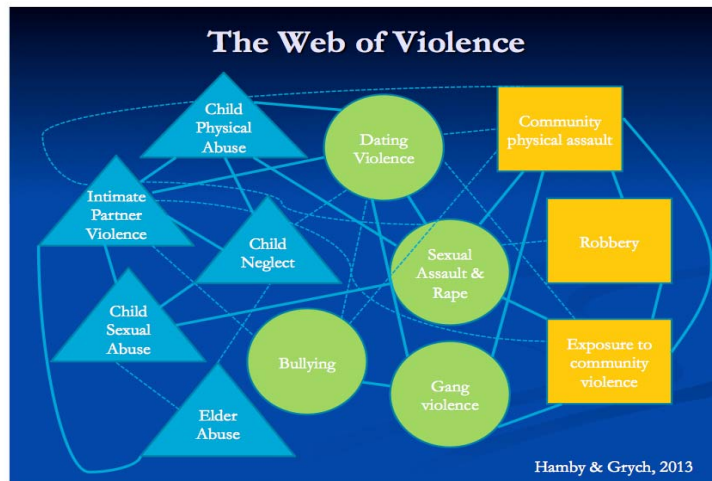 The Web of Violence
Child
Physical
Abuse
Dating
Violence
Community
physical assault
Intimate
Partner
Violence
Child
Neglect
Sexual
Assault &
Rape
Robbery
Child
Sexual
Abuse
Bullying
Gang
violence
Exposure to
community
violence
Elder
Abuse
Hamby & Grych, 2013